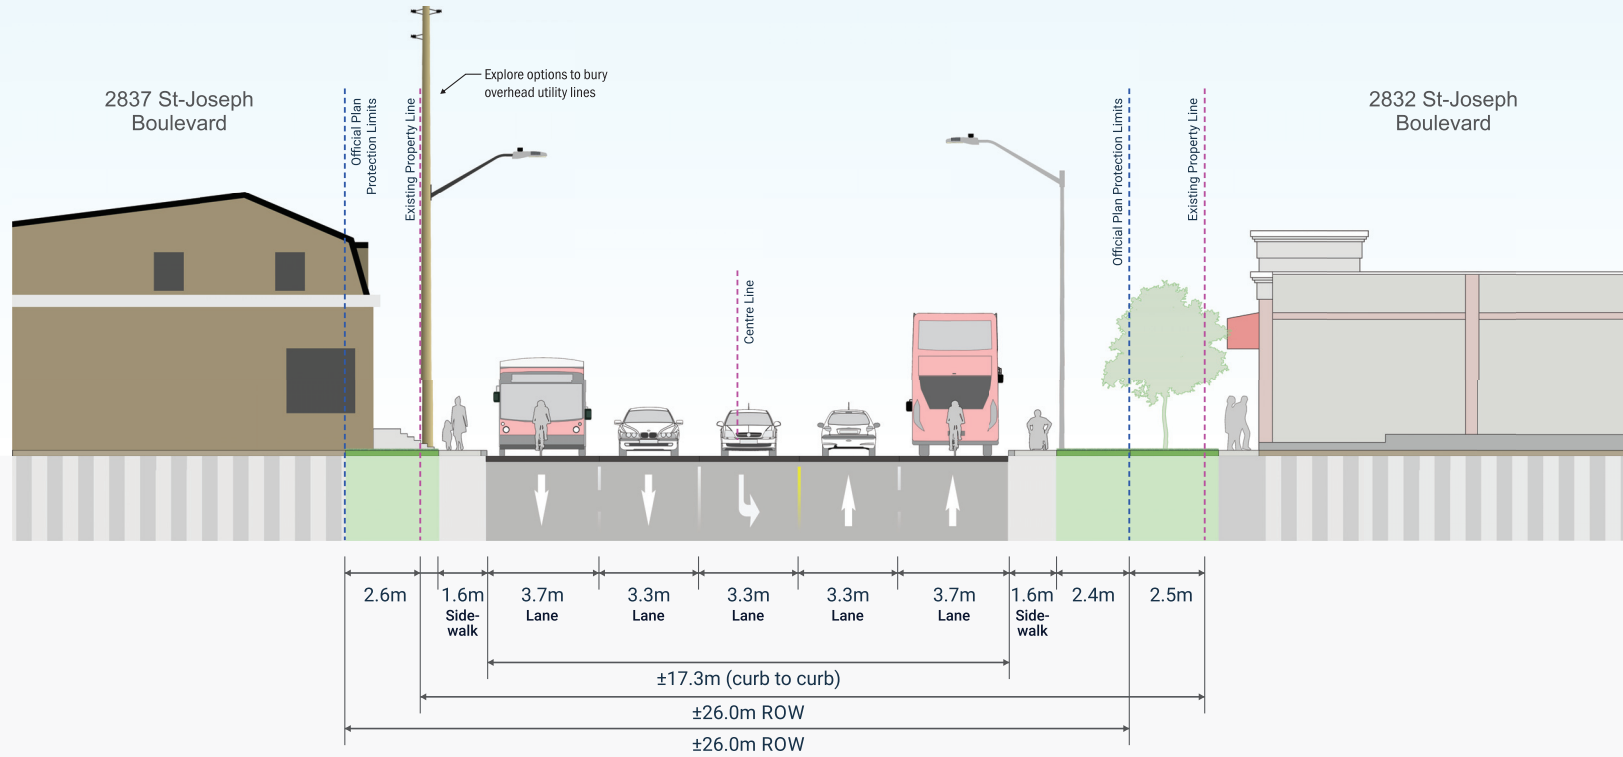 2837 St-Joseph
Boulevard
Official Plan
Protection Limits
Existing Property Line
Explore options to bury
overhead utility lines
Centre Line
Official Plan Protection Limits
Existing Property Line
2832 St-Joseph
Boulevard
2.6m
1.6m
Side-
walk
3.7m
Lane
3.3m
Lane
3.3m
Lane
3.3m
Lane
3.7m
Lane
1.6m
Side-
walk
2.4m
2.5m
±17.3m (curb to curb)
±26.0m ROW
±26.0m ROW